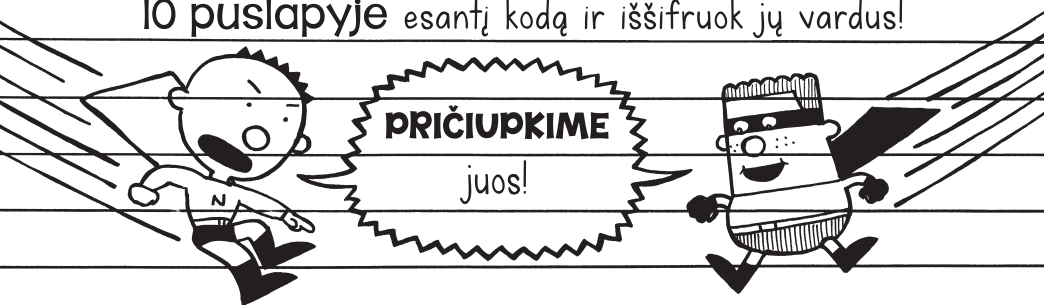 10 puslapyje esantį kodą ir iššifruok jų vardus!
PRIČIUPKIME
juos!
N